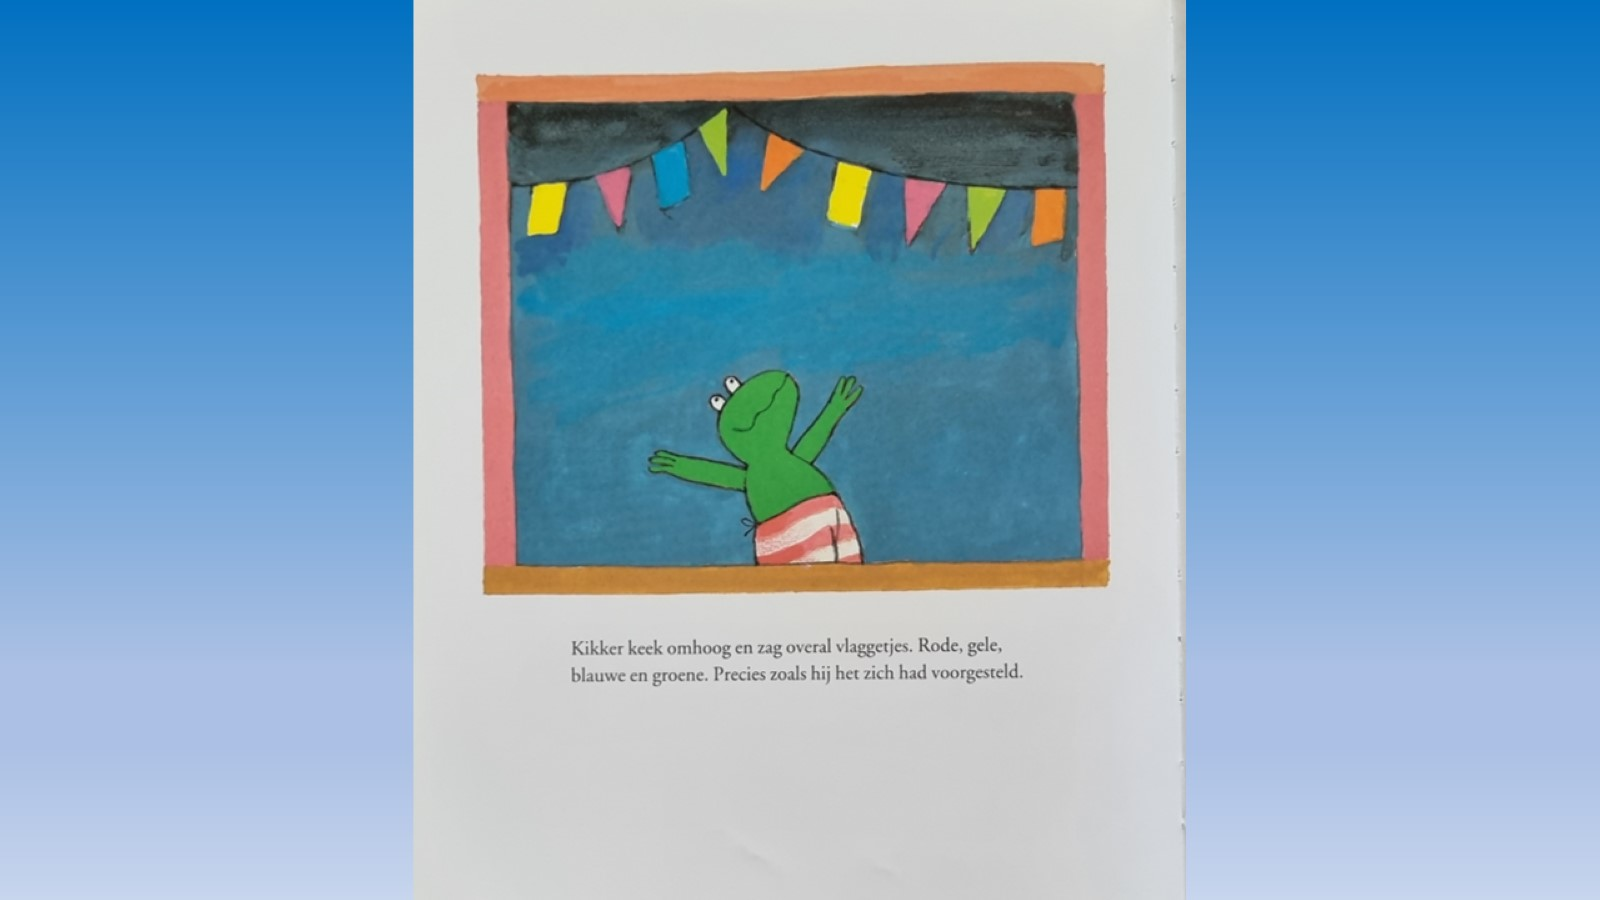 Kikker keek omhoog en zag overal vlaggetjes. Rode, gele,
blauwe en groene. Precies zoals hij het zich had voorgesteld.